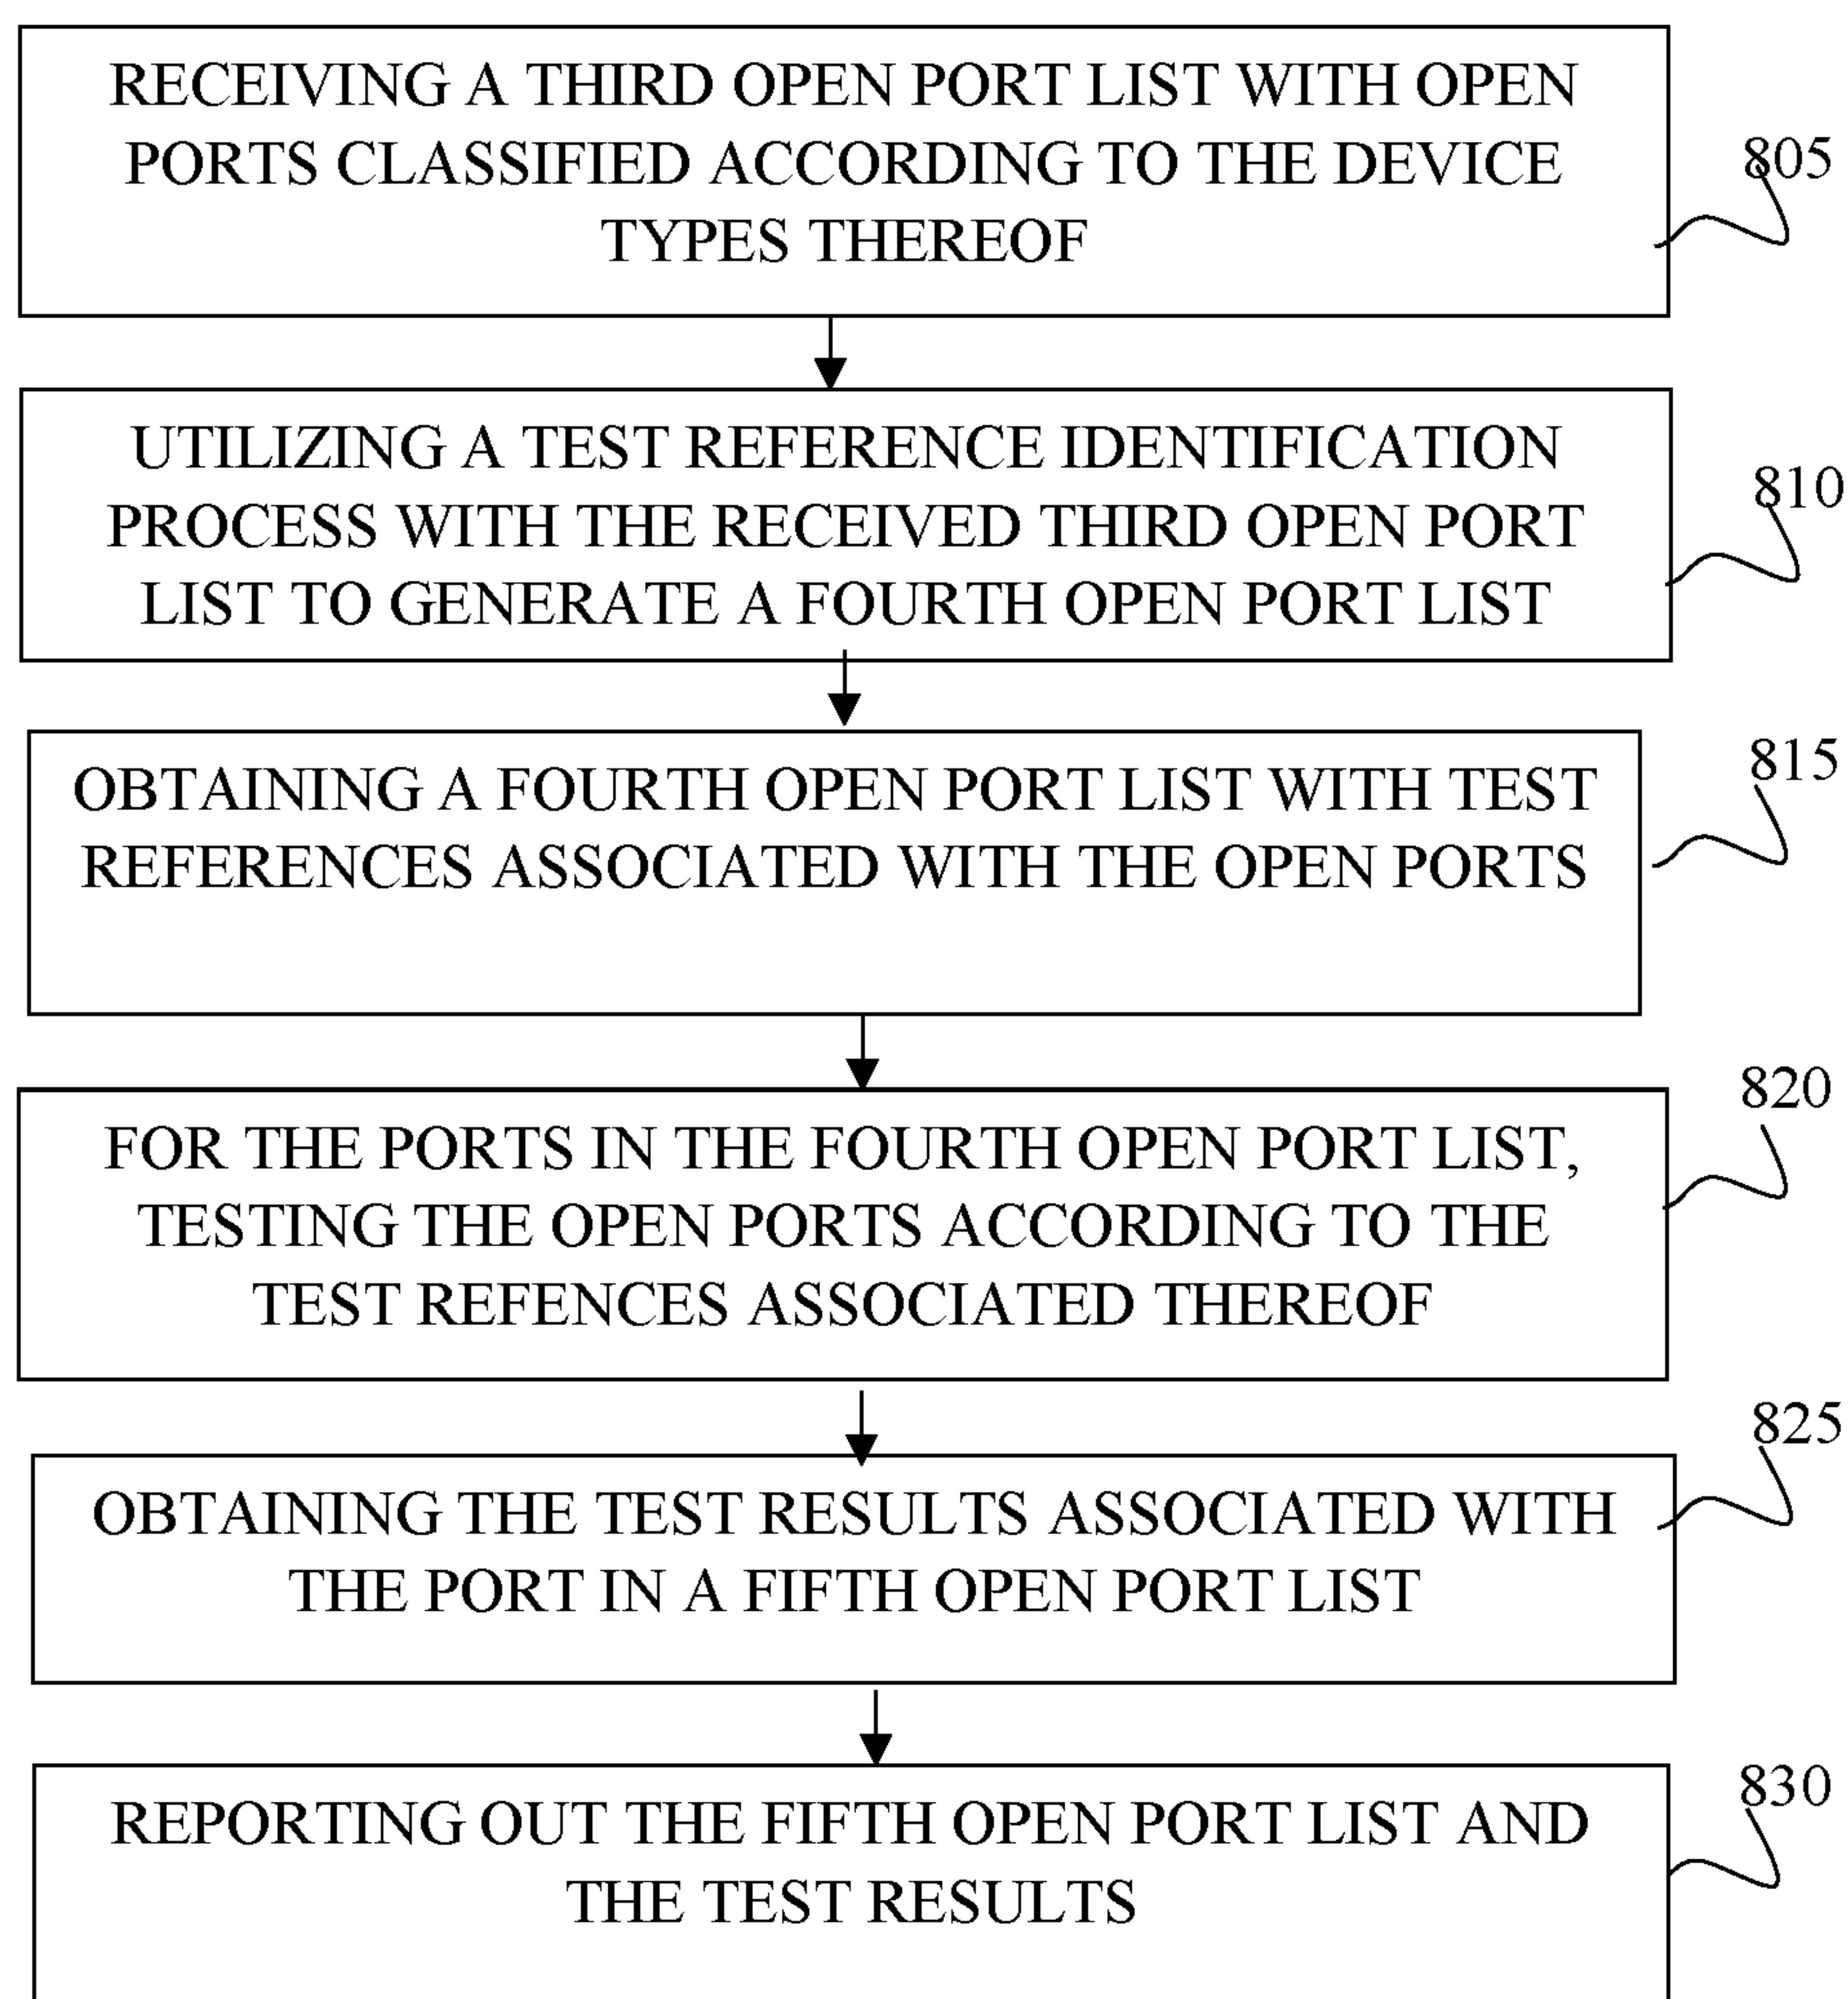 RECEIVING A THIRD OPEN PORT LIST WITH OPEN
PORTS CLASSIFIED ACCORDING TO THE DEVICE
TYPES THEREOF
805
UTILIZING A TEST REFERENCE IDENTIFICATION
PROCESS WITH THE RECEIVED THIRD OPEN PORT
LIST TO GENERATE A FOURTH OPEN PORT LIST
810
OBTAINING A FOURTH OPEN PORT LIST WITH TEST
REFERENCES ASSOCIATED WITH THE OPEN PORTS
815
FOR THE PORTS IN THE FOURTH OPEN PORT LIST,
TESTING THE OPEN PORTS ACCORDING TO THE
TEST REFENCES ASSOCIATED THEREOF
820
OBTAINING THE TEST RESULTS ASSOCIATED WITH
THE PORT IN A FIFTH OPEN PORT LIST
825
REPORTING OUT THE FIFTH OPEN PORT LIST AND
THE TEST RESULTS
830